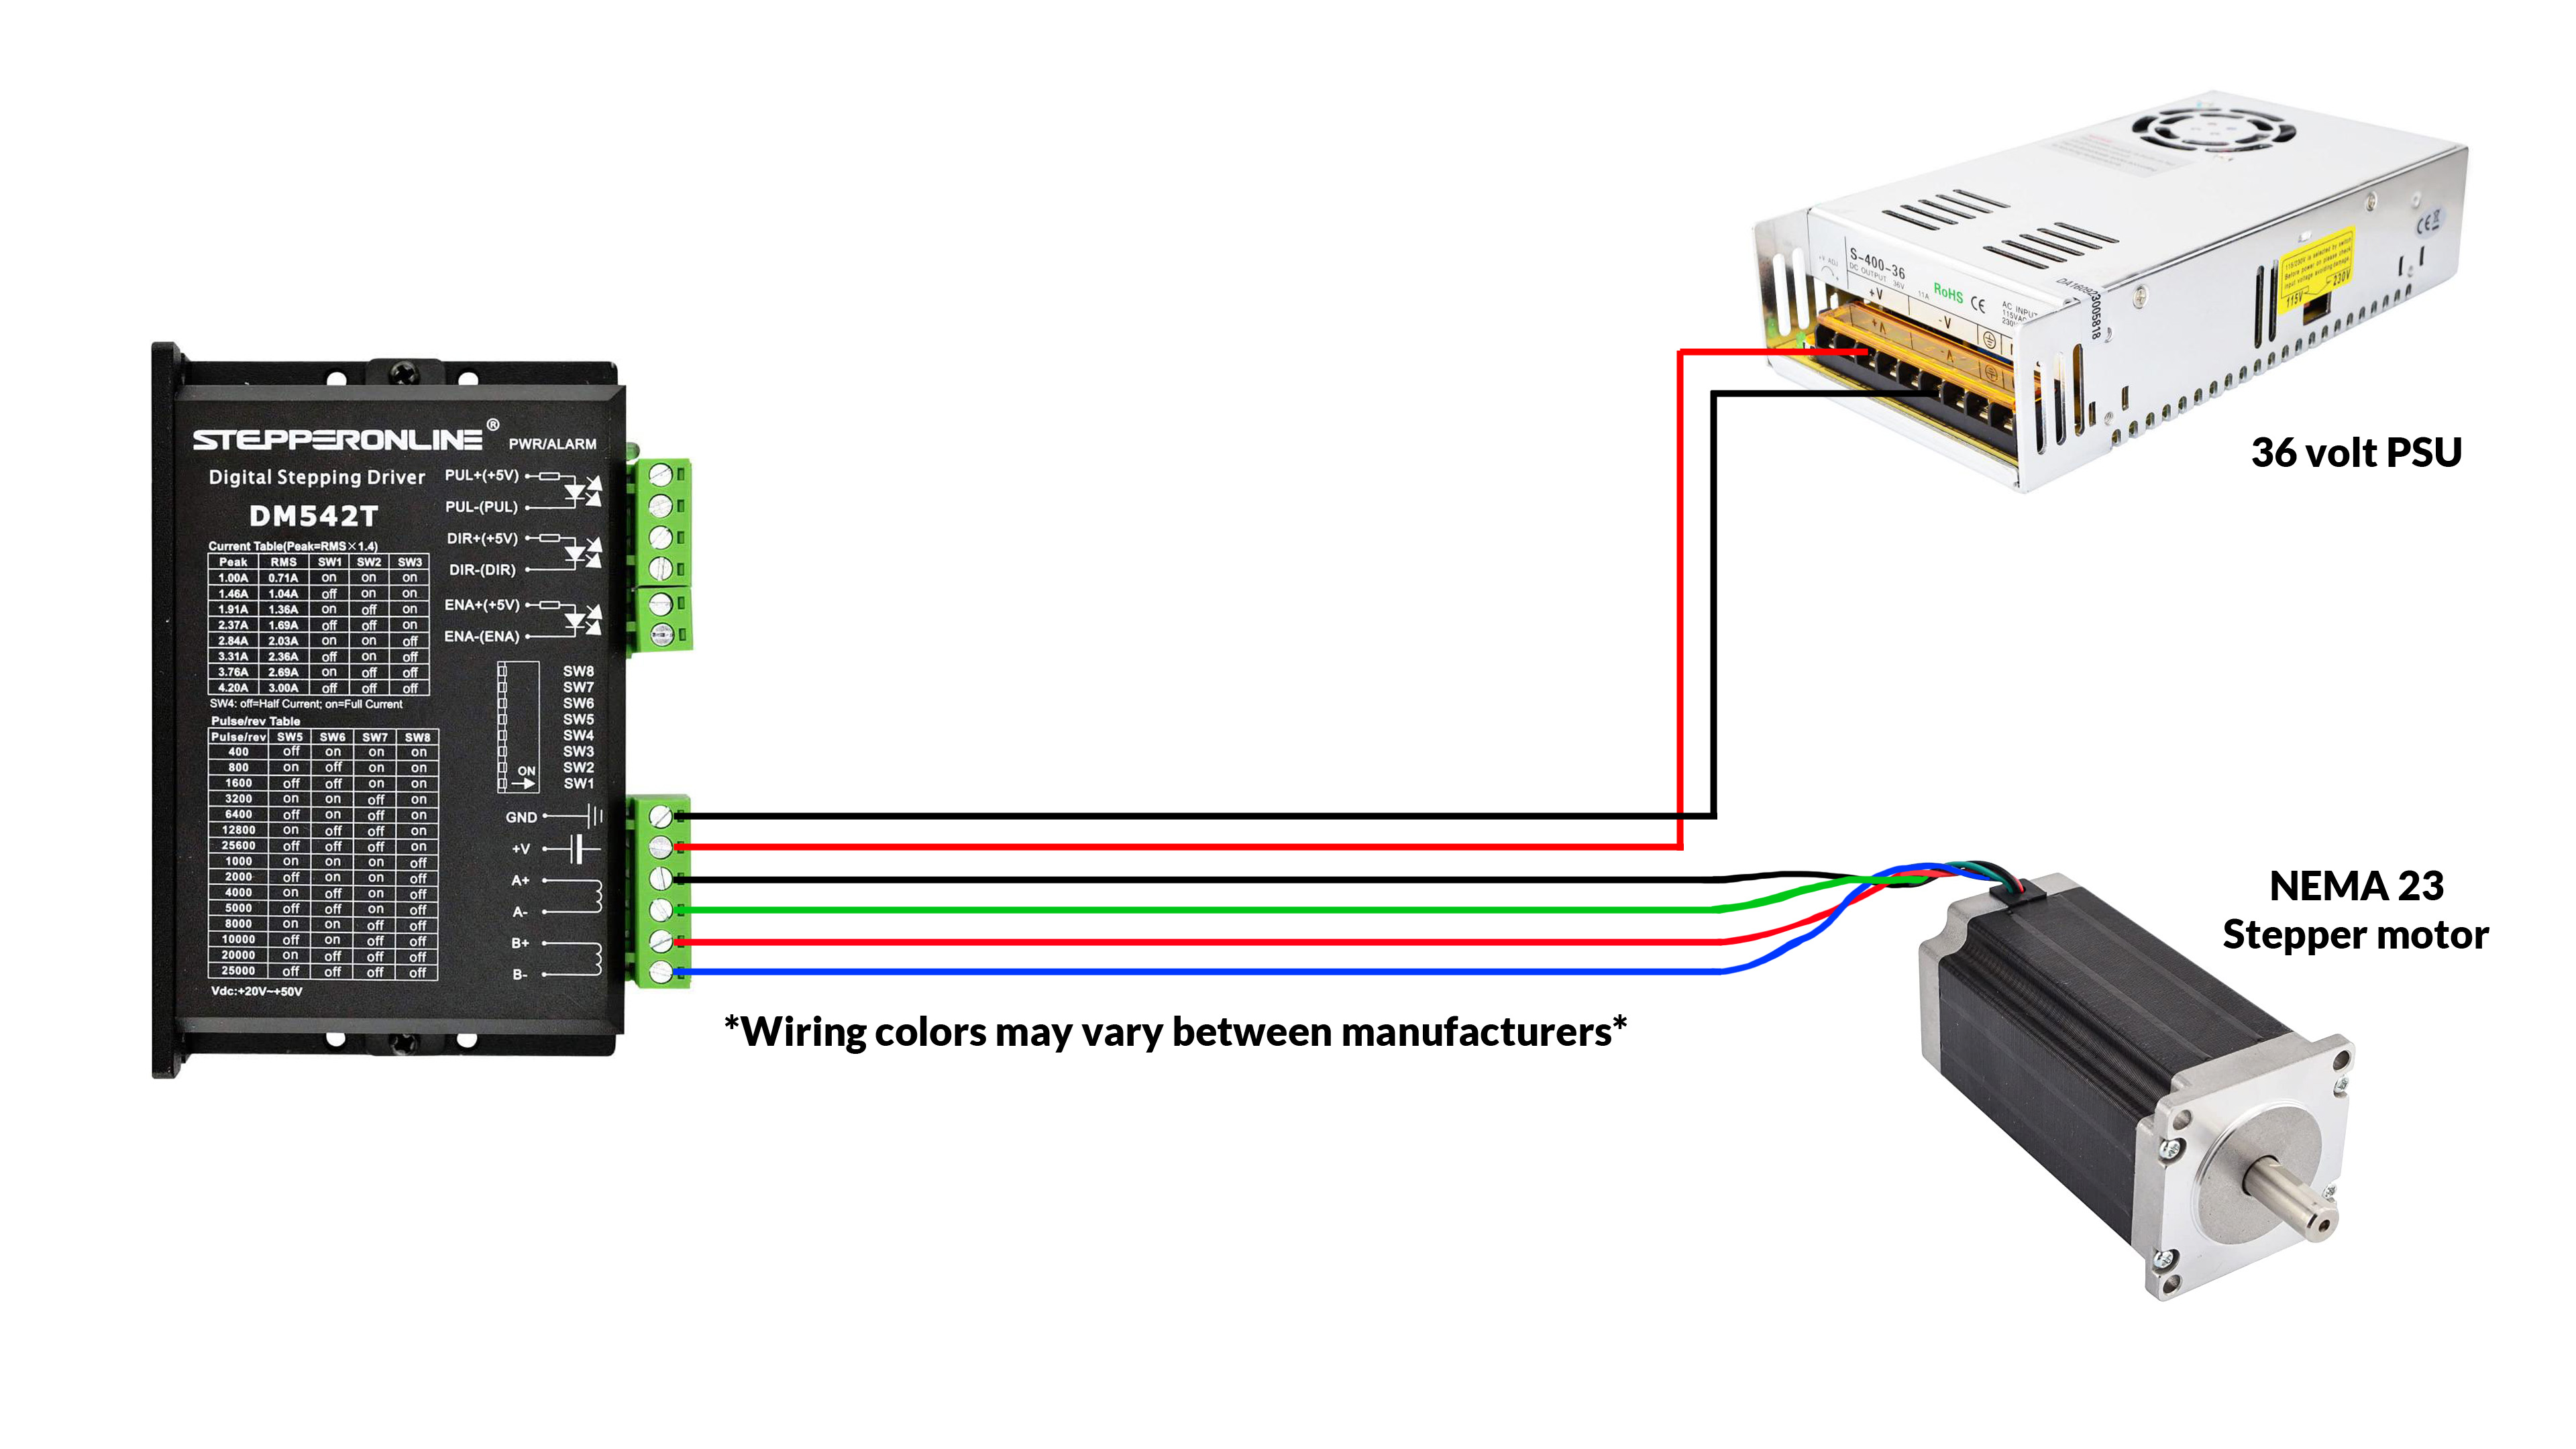 STEPPERONLINE®
PWR/ALARM
Digital Stepping Driver
DM542T
PUL+(+5V)
PUL-(PUL)
DIR+(+5V)
DIR-(DIR)
ENA+(+5V)
ENA-(ENA)
Current Table(Peak=RMS×1.4)
Peak RMS SW1 SW2 SW3
1.00A 0.71A on on on
1.46A 1.04A off on on
1.91A 1.36A on off on
2.37A 1.69A off off on
2.84A 2.03A on on off
3.31A 2.36A off on off
3.76A 2.69A on off off
4.20A 3.00A off off off
SW4: off=Half Current; on=Full Current
Pulse/rev Table
Pulse/rev SW5 SW6 SW7 SW8
400 off on on on
800 on off on on
1600 off off on on
3200 on on off on
6400 off on off on
12800 on off off on
25600 off off off on
1000 on on on off
2000 off on on off
4000 on off on off
5000 off off on off
8000 on on off off
10000 off on off off
20000 on off off off
25000 off off off off
Vdc:+20V~+50V
SW8
SW7
SW6
SW5
SW4
SW3
SW2
SW1
ON
GND
+V
A+
A-
B+
B-
S-400-36
DC OUTPUT 36V 11A
RoHS CE
AC INPUT
115VAC
+V
-V
+V
-V
+V ADJ
115V
230V
CE
36 volt PSU
NEMA 23
Stepper motor
*Wiring colors may vary between manufacturers*